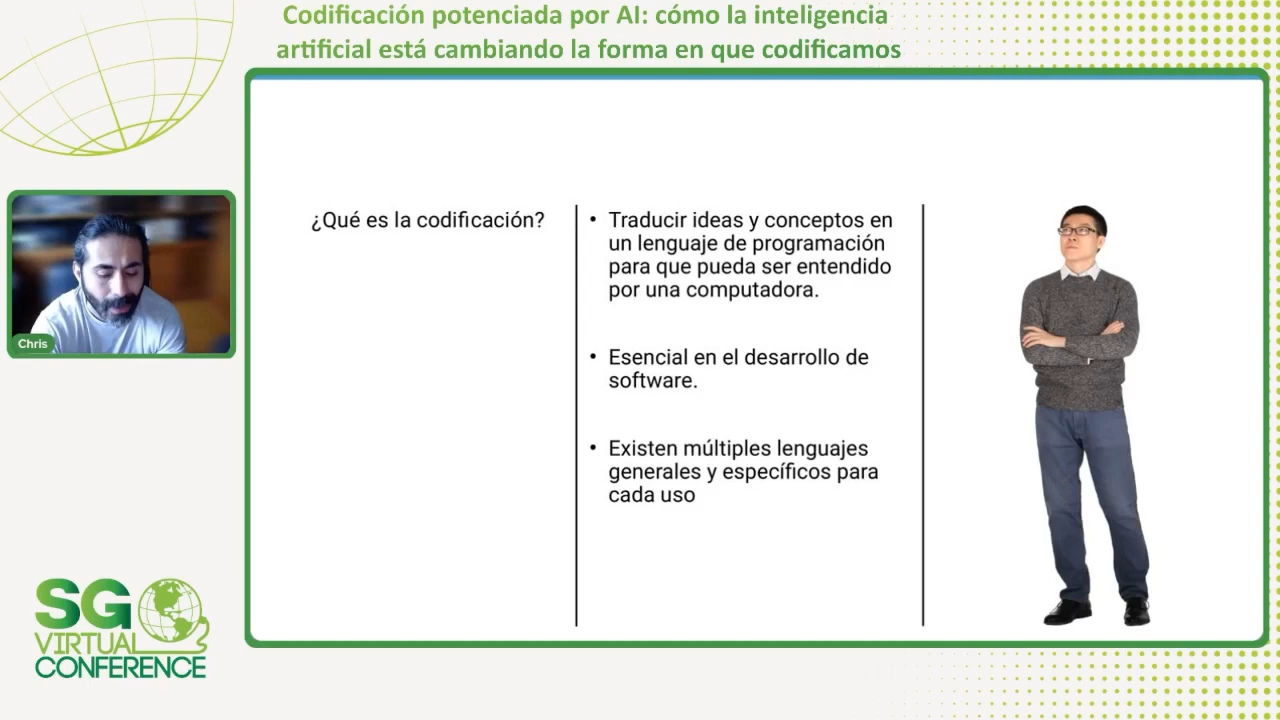 Codificación potenciada por AI: cómo la inteligencia
artificial está cambiando la forma en que codificamos
Chris
¿Qué es la codificación?
• Traducir ideas y conceptos en
un lenguaje de programación
para que pueda ser entendido
por una computadora.
• Esencial en el desarrollo de
software.
• Existen múltiples lenguajes
generales y específicos para
cada uso
SG
VIRTUAL
CONFERENCE